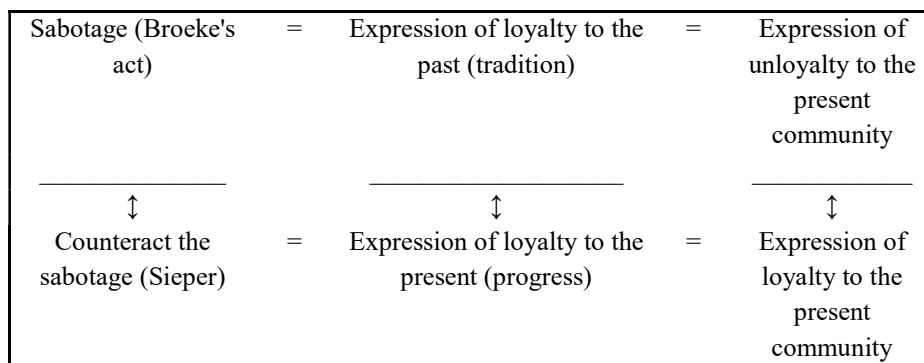 Sabotage (Broeke's = Expression of loyalty to the = Expression of
act) past (tradition) unloyalty to the
present
community
↕ ↕ ↕
Counteract the = Expression of loyalty to the = Expression of
sabotage (Sieper) present (progress) loyalty to the
present
community